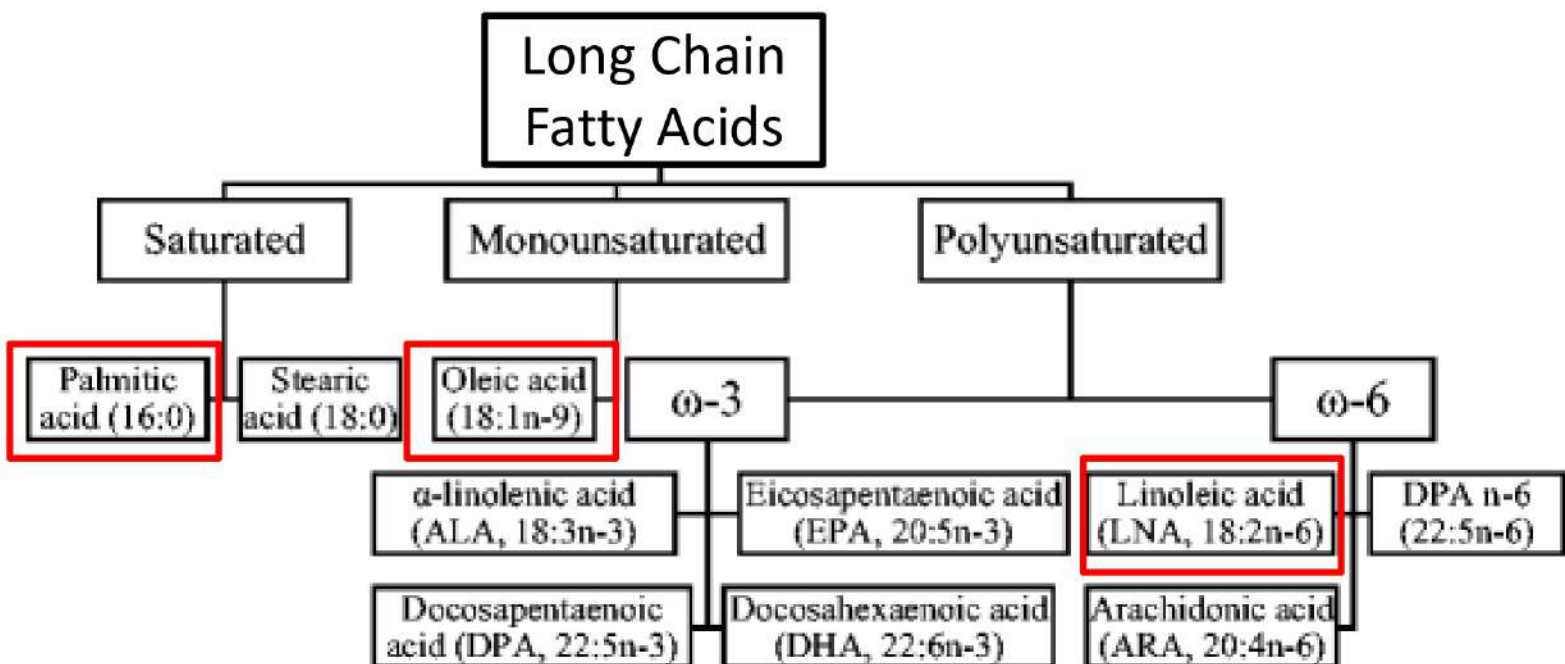 Long Chain
Fatty Acids
Saturated
Monounsaturated
Polyunsaturated
Palmitic
acid (16:0)
Stearic
acid (18:0)
Oleic acid
(18:1n-9)
ω-3
ω-6
α-linolenic acid
(ALA, 18:3n-3)
Eicosapentaenoic acid
(EPA, 20:5n-3)
Linoleic acid
(LNA, 18:2n-6)
DPA n-6
(22:5n-6)
Docosapentaenoic
acid (DPA, 22:5n-3)
Docosahexaenoic acid
(DHA, 22:6n-3)
Arachidonic acid
(ARA, 20:4n-6)